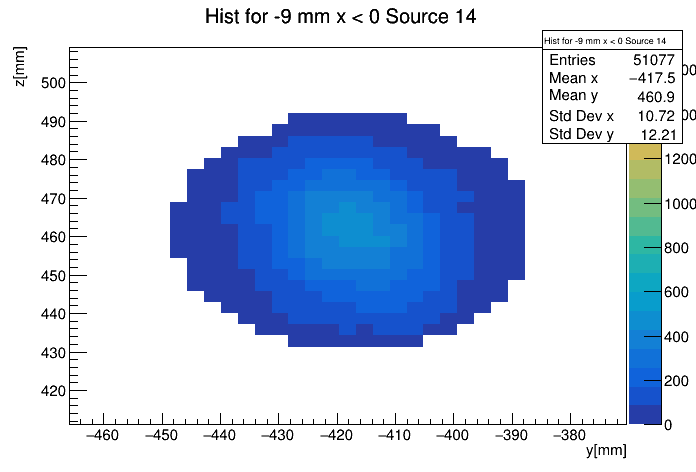 Hist for -9 mm x < 0 Source 14
z[mm]
Hist for -9 mm x < 0 Source 14
Entries 51077
Mean x −417.5
Mean y 460.9
Std Dev x 10.72
Std Dev y 12.21
500
490
480
470
460
450
440
430
420
−460 −450 −440 −430 −420 −410 −400 −390 −380
y[mm]
1200
1000
800
600
400
200
0